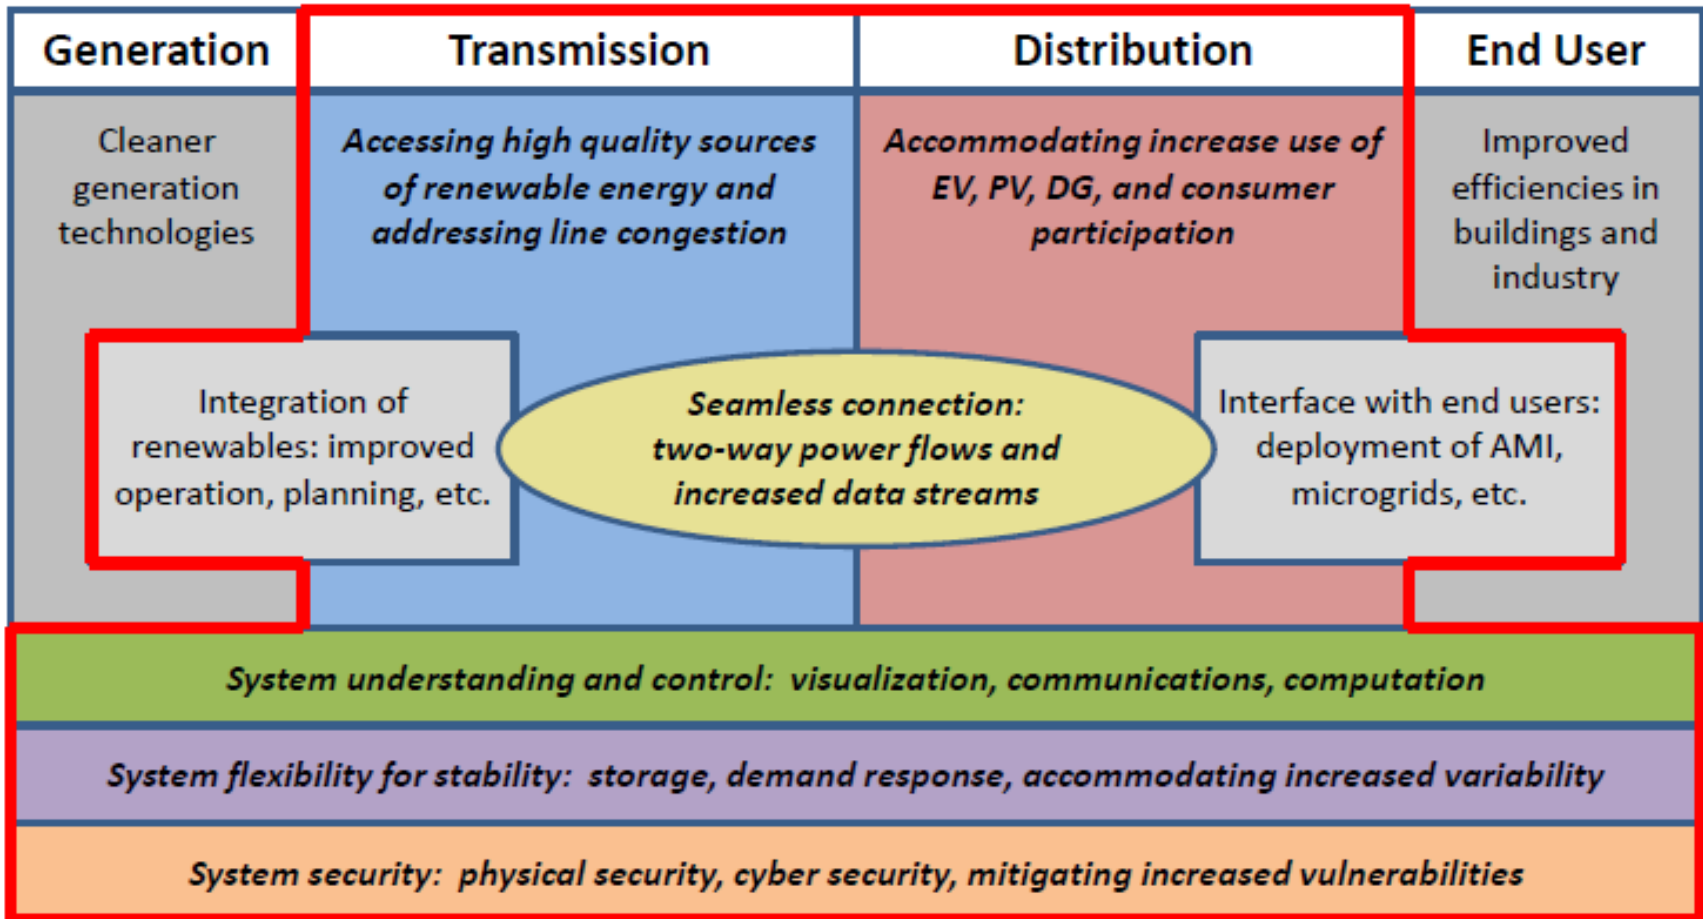 Generation
Transmission
Distribution
End User
Cleaner
generation
technologies
Accessing high quality sources
of renewable energy and
addressing line congestion
Accommodating increase use of
EV, PV, DG, and consumer
participation
Improved
efficiencies in
buildings and
industry
Integration of
renewables: improved
operation, planning, etc.
Seamless connection:
two-way power flows and
increased data streams
Interface with end users:
deployment of AMI,
microgrids, etc.
System understanding and control: visualization, communications, computation
System flexibility for stability: storage, demand response, accommodating increased variability
System security: physical security, cyber security, mitigating increased vulnerabilities